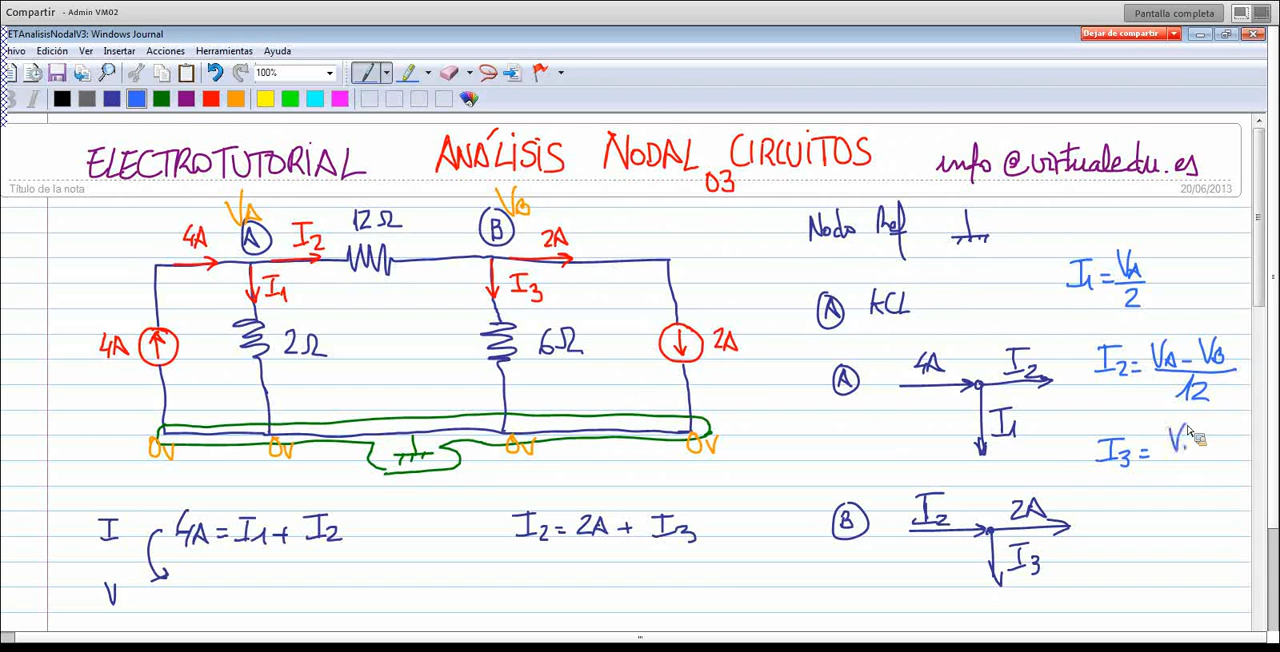 Compartir - Admin VM02
Pantalla completa
ETAnalisisNodalV3: Windows Journal
Dejar de compartir
hivo Edición Ver Insertar Acciones Herramientas Ayuda
100%
ELECTROTUTORIAL ANÁLISIS NODAL CIRCUITOS info@virtualedu.es
03
Título de la nota
20/06/2013
VA 12Ω VB
4A A I2 B 2A
I1 I3
4A 2Ω 6Ω 2A
0V 0V 0V 0V
Nodo Ref
A KCL
I1 = VA/2
A 4A I2
I1
I2 = VA - VB/12
I3 = V
B I2 2A
I3
I 4A = I1 + I2 I2 = 2A + I3
V